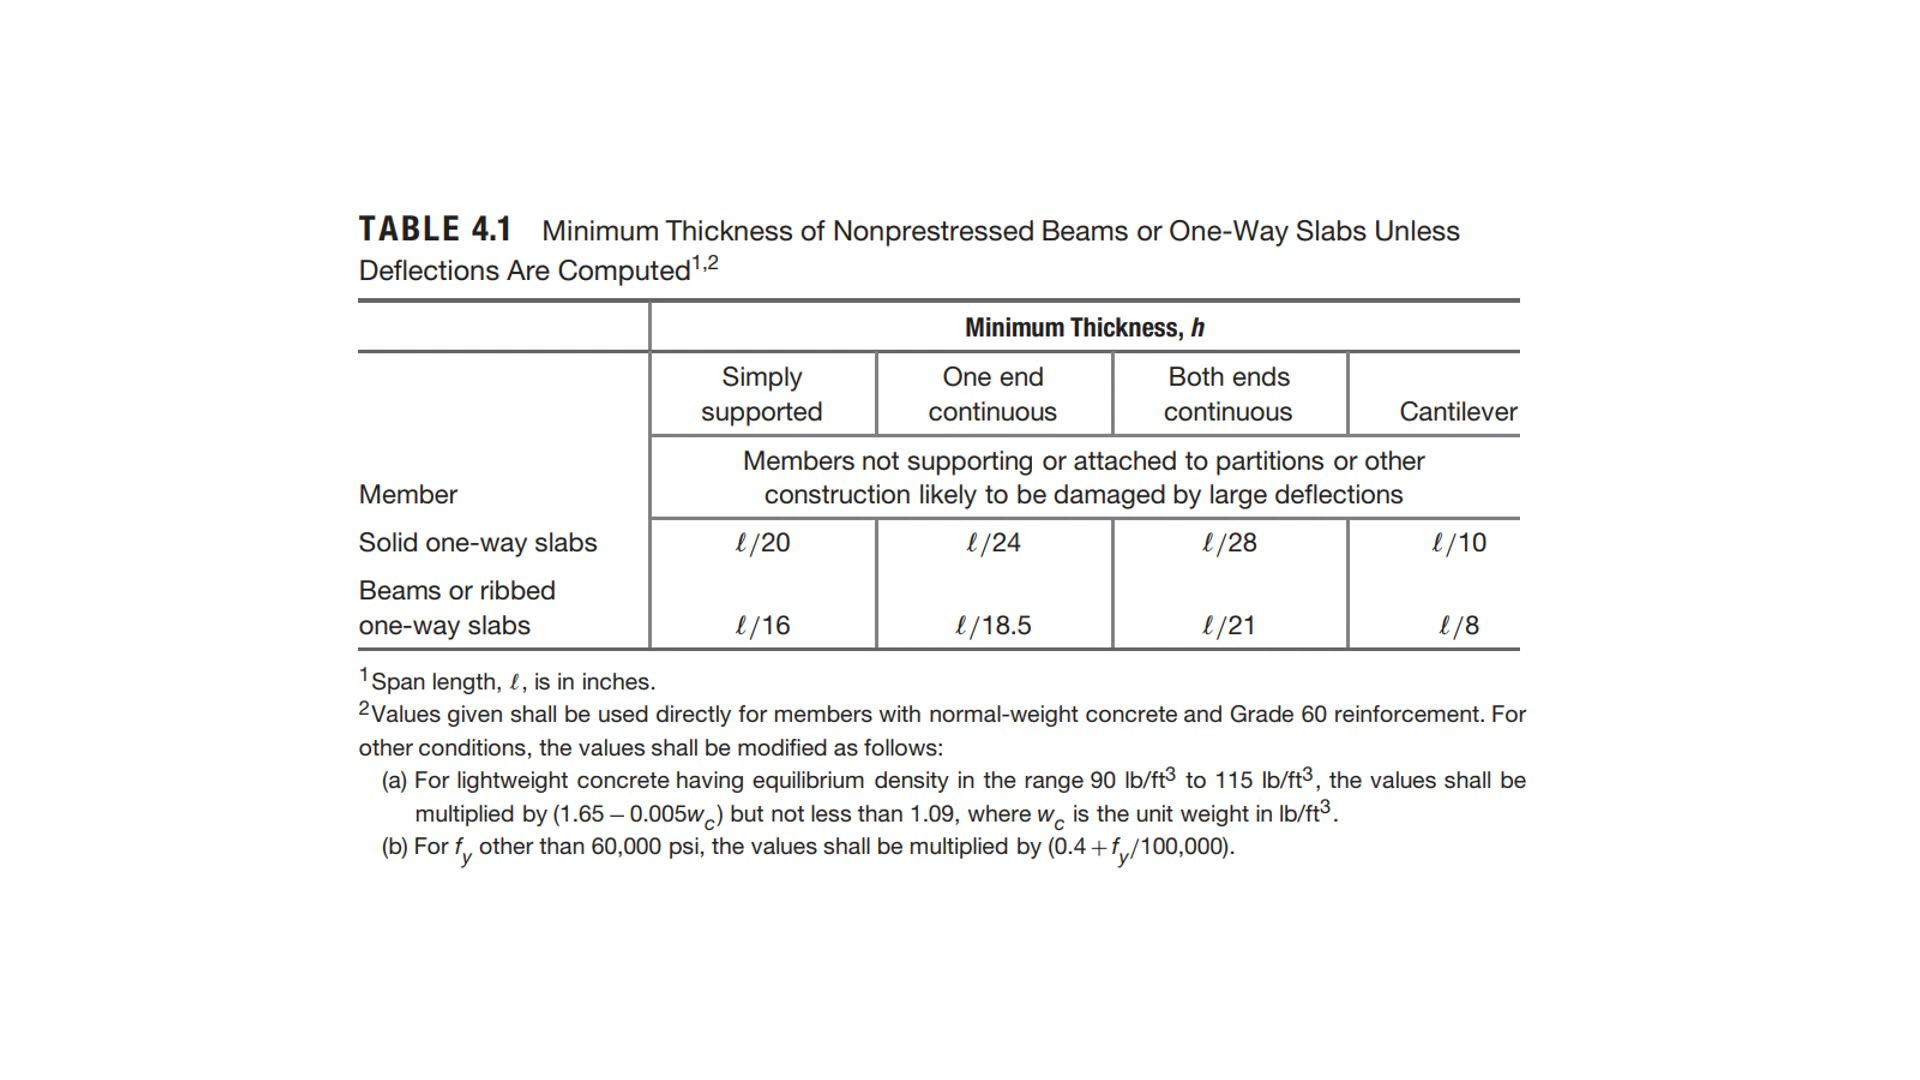 TABLE 4.1 Minimum Thickness of Nonprestressed Beams or One-Way Slabs Unless
Deflections Are Computed1,2
Minimum Thickness, h
Simply supported
One end continuous
Both ends continuous
Cantilever
Member
Members not supporting or attached to partitions or other
construction likely to be damaged by large deflections
Solid one-way slabs ℓ/20 ℓ/24 ℓ/28 ℓ/10
Beams or ribbed
one-way slabs ℓ/16 ℓ/18.5 ℓ/21 ℓ/8
1Span length, ℓ, is in inches.
2Values given shall be used directly for members with normal-weight concrete and Grade 60 reinforcement. For
other conditions, the values shall be modified as follows:
(a) For lightweight concrete having equilibrium density in the range 90 lb/ft3 to 115 lb/ft3, the values shall be
multiplied by (1.65 – 0.005wc) but not less than 1.09, where wc is the unit weight in lb/ft3.
(b) For fy other than 60,000 psi, the values shall be multiplied by (0.4 + fy/100,000).